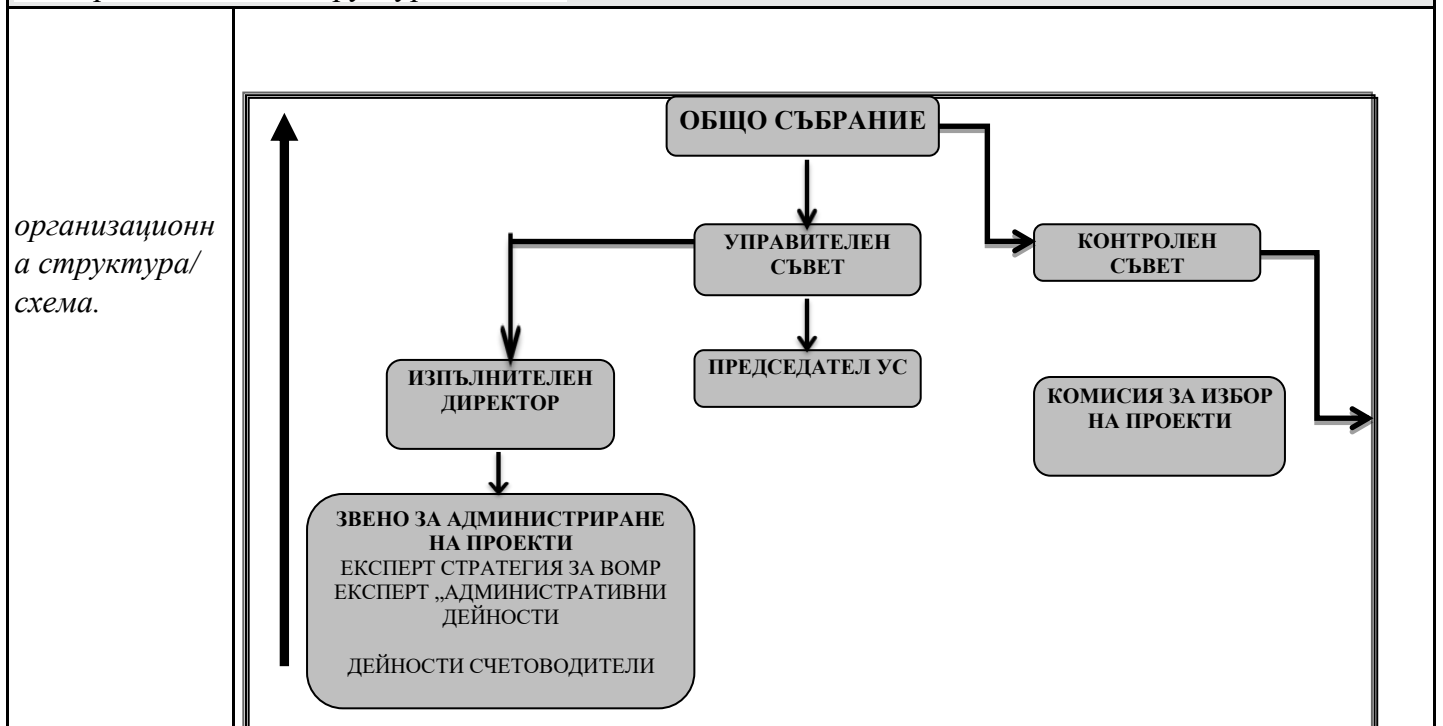 организационн
а структура/
схема.
ОБЩО СЪБРАНИЕ
УПРАВИТЕЛЕН
СЪВЕТ
КОНТРОЛЕН
СЪВЕТ
ИЗПЪЛНИТЕЛЕН
ДИРЕКТОР
ПРЕДСЕДАТЕЛ УС
КОМИСИЯ ЗА ИЗБОР
НА ПРОЕКТИ
ЗВЕНО ЗА АДМИНИСТРИРАНЕ
НА ПРОЕКТИ
ЕКСПЕРТ СТРАТЕГИЯ ЗА ВОМР
ЕКСПЕРТ „АДМИНИСТРАТИВНИ
ДЕЙНОСТИ
ДЕЙНОСТИ СЧЕТОВОДИТЕЛИ